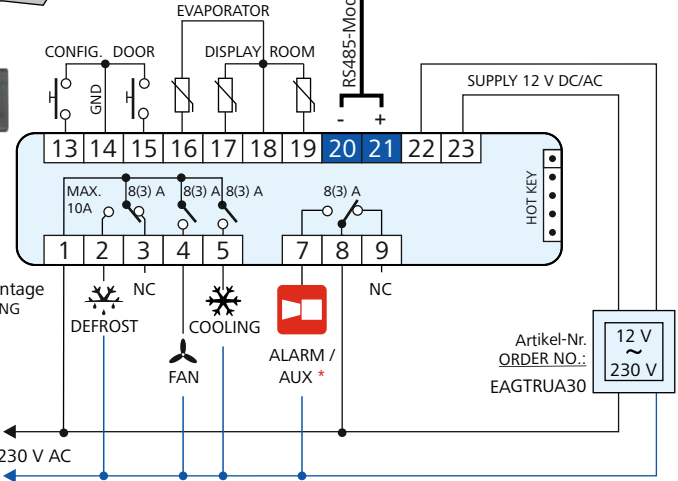 EVAPORATOR
CONFIG. DOOR DISPLAY ROOM
GND
RS485-Mod
- +
SUPPLY 12 V DC/AC
13 14 15 16 17 18 19 20 21 22 23
MAX. 10A
8(3) A 8(3) A 8(3) A 8(3) A
HOT KEY
1 2 3 4 5 7 8 9
NC NC
ntage
NG
DEFROST COOLING
FAN
ALARM /
AUX *
Artikel-Nr.
ORDER NO.:
EAGTRUA30
12 V
~
230 V
230 V AC